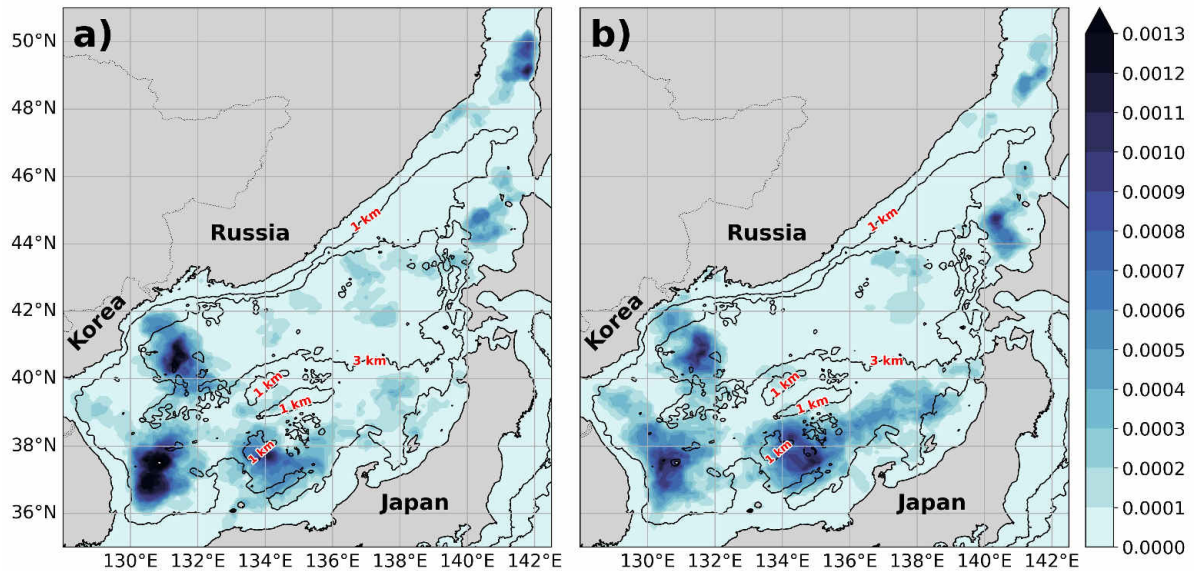 a)
50°N
48°N
46°N
44°N
42°N
40°N
38°N
36°N
Russia
Korea
Japan
1 km
3 km
1 km
1 km
1 km
130°E 132°E 134°E 136°E 138°E 140°E 142°E
b)
Russia
Korea
Japan
1 km
3 km
1 km
1 km
1 km
130°E 132°E 134°E 136°E 138°E 140°E 142°E
0.0013
0.0012
0.0011
0.0010
0.0009
0.0008
0.0007
0.0006
0.0005
0.0004
0.0003
0.0002
0.0001
0.0000